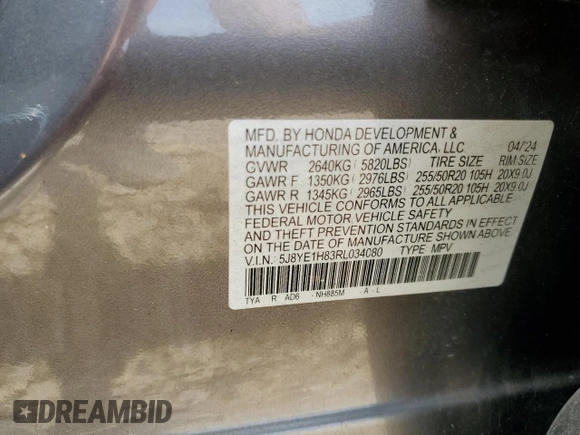 MFD. BY HONDA DEVELOPMENT &
MANUFACTURING OF AMERICA, LLC 04/24
GVWR 2640KG (5820LBS) TIRE SIZE RIM SIZE
GAWR F 1350KG (2976LBS) 255/50R20 105H 20X9.0J
GAWR R 1345KG (2965LBS) 255/50R20 105H 20X9.0J
THIS VEHICLE CONFORMS TO ALL APPLICABLE
FEDERAL MOTOR VEHICLE SAFETY
AND THEFT PREVENTION STANDARDS IN EFFECT
ON THE DATE OF MANUFACTURE SHOWN ABOVE.
V.I.N: 5J8YE1H83RL034080 TYPE: MPV
TYA R AD6 -NH885M -A -L
DREAMBID